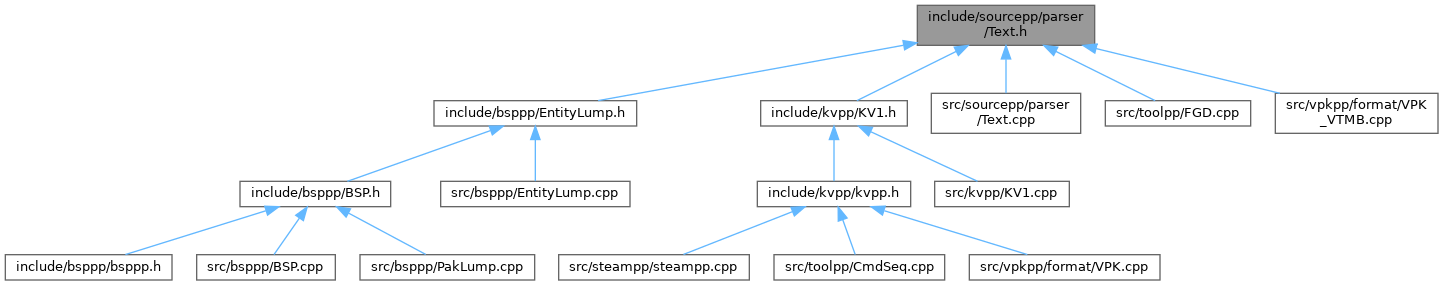 include/sourcepp/parser
/Text.h
include/bsppp/EntityLump.h
include/kvpp/KV1.h
src/sourcepp/parser
/Text.cpp
src/toolpp/FGD.cpp
src/vpkpp/format/VPK
_VTMB.cpp
include/bsppp/BSP.h
src/bsppp/EntityLump.cpp
include/kvpp/kvpp.h
src/kvpp/KV1.cpp
include/bsppp/bsppp.h
src/bsppp/BSP.cpp
src/bsppp/PakLump.cpp
src/steampp/steampp.cpp
src/toolpp/CmdSeq.cpp
src/vpkpp/format/VPK.cpp